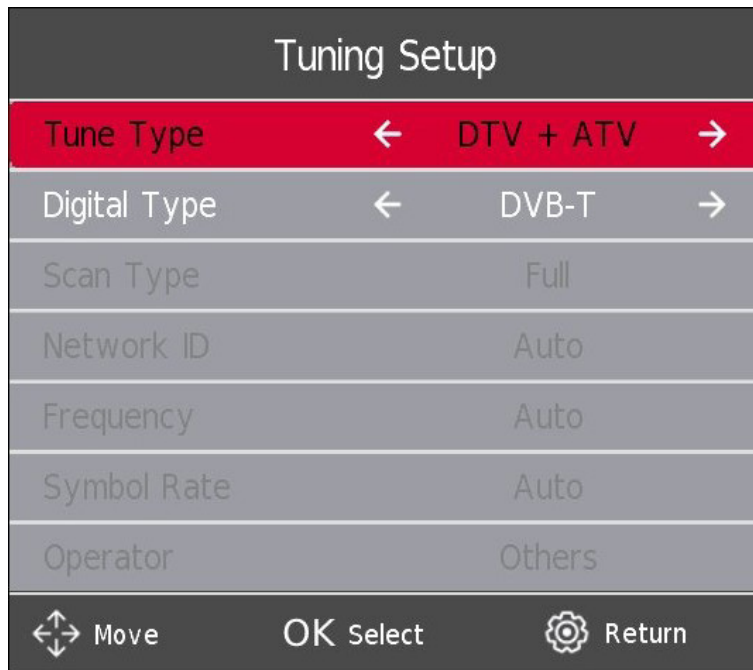 Tuning Setup
Tune Type DTV + ATV
Digital Type DVB-T
Scan Type Full
Network ID Auto
Frequency Auto
Symbol Rate Auto
Operator Others
Move OK Select Return